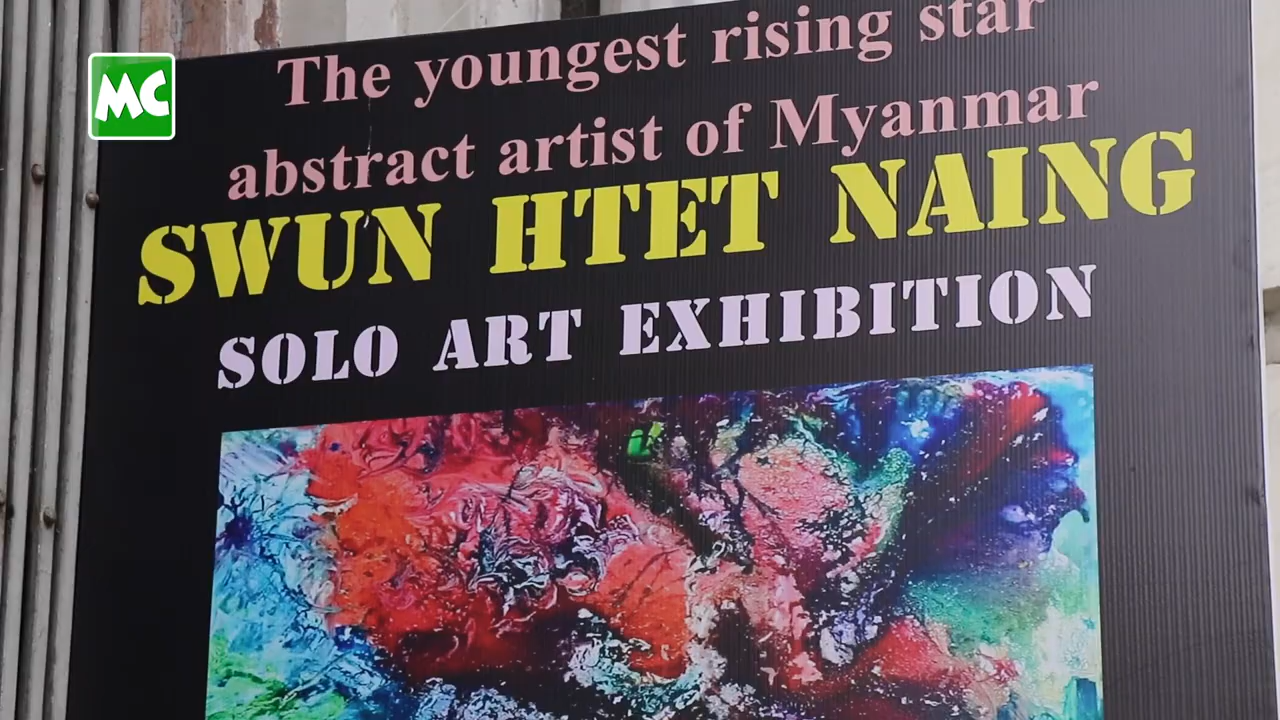 MC
The youngest rising star
abstract artist of Myanmar
SWUN HTET NAING
SOLO ART EXHIBITION